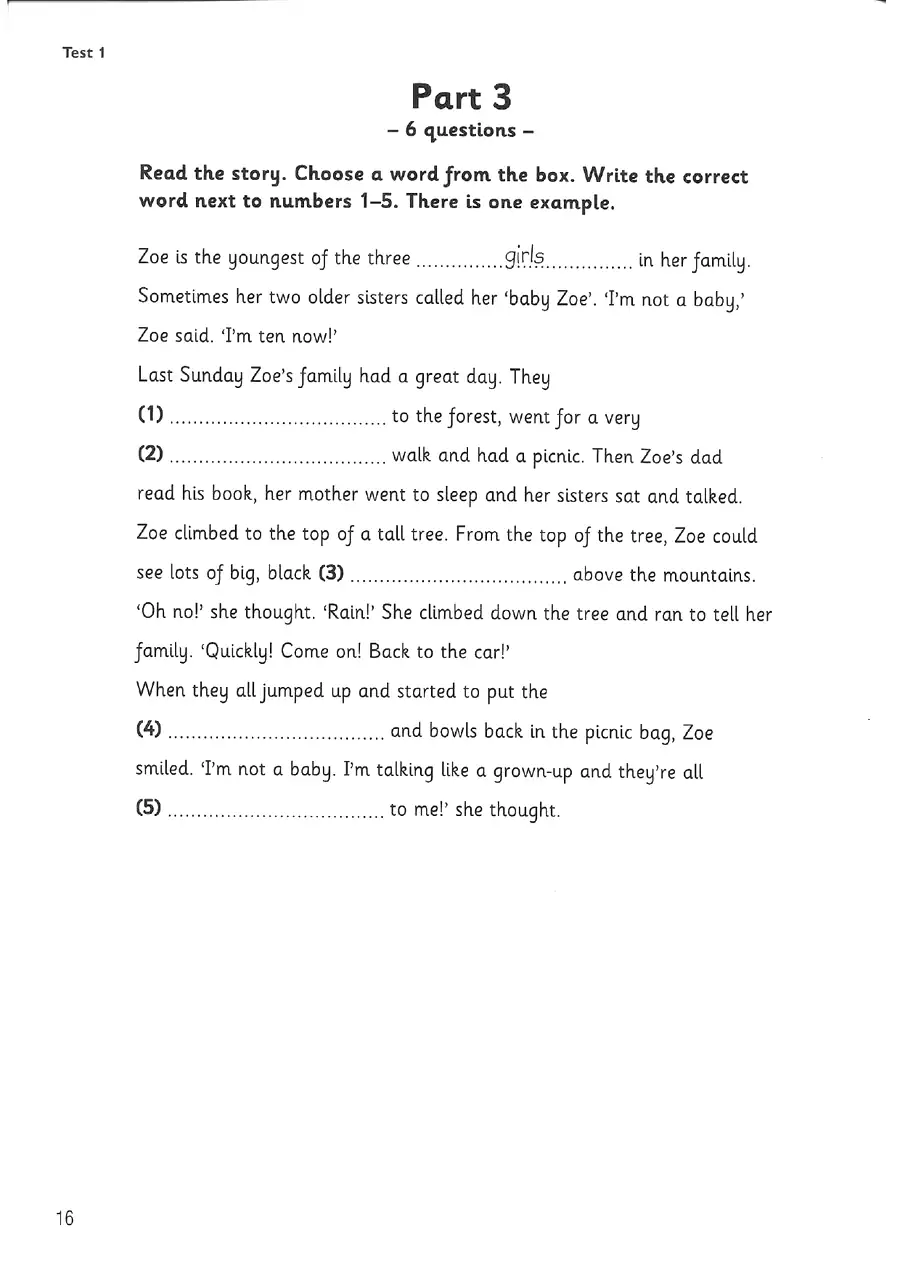 Test 1
Part 3
– 6 questions –
Read the story. Choose a word from the box. Write the correct
word next to numbers 1–5. There is one example.
Zoe is the youngest of the three ...............girls............... in her family.
Sometimes her two older sisters called her ‘baby Zoe’. ‘I’m not a baby,’
Zoe said. ‘I’m ten now!’
Last Sunday Zoe’s family had a great day. They
(1) ..................................... to the forest, went for a very
(2) ..................................... walk and had a picnic. Then Zoe’s dad
read his book, her mother went to sleep and her sisters sat and talked.
Zoe climbed to the top of a tall tree. From the top of the tree, Zoe could
see lots of big, black (3) ..................................... above the mountains.
‘Oh no!’ she thought. ‘Rain!’ She climbed down the tree and ran to tell her
family. ‘Quickly! Come on! Back to the car!’
When they all jumped up and started to put the
(4) ..................................... and bowls back in the picnic bag, Zoe
smiled. ‘I’m not a baby. I’m talking like a grown-up and they’re all
(5) ..................................... to me!’ she thought.
16